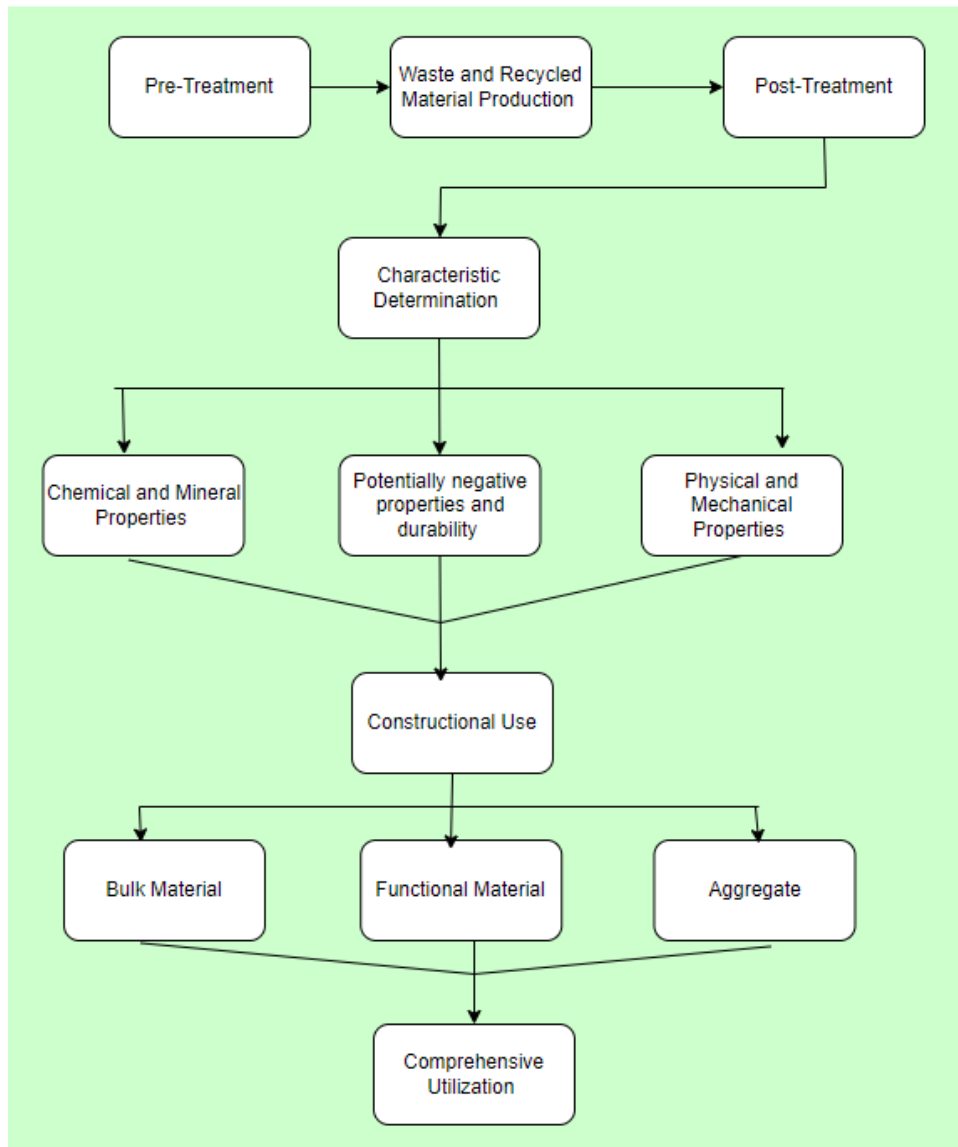 Pre-Treatment
Waste and Recycled
Material Production
Post-Treatment
Characteristic
Determination
Chemical and Mineral
Properties
Potentially negative
properties and
durability
Physical and
Mechanical
Properties
Constructional Use
Bulk Material
Functional Material
Aggregate
Comprehensive
Utilization